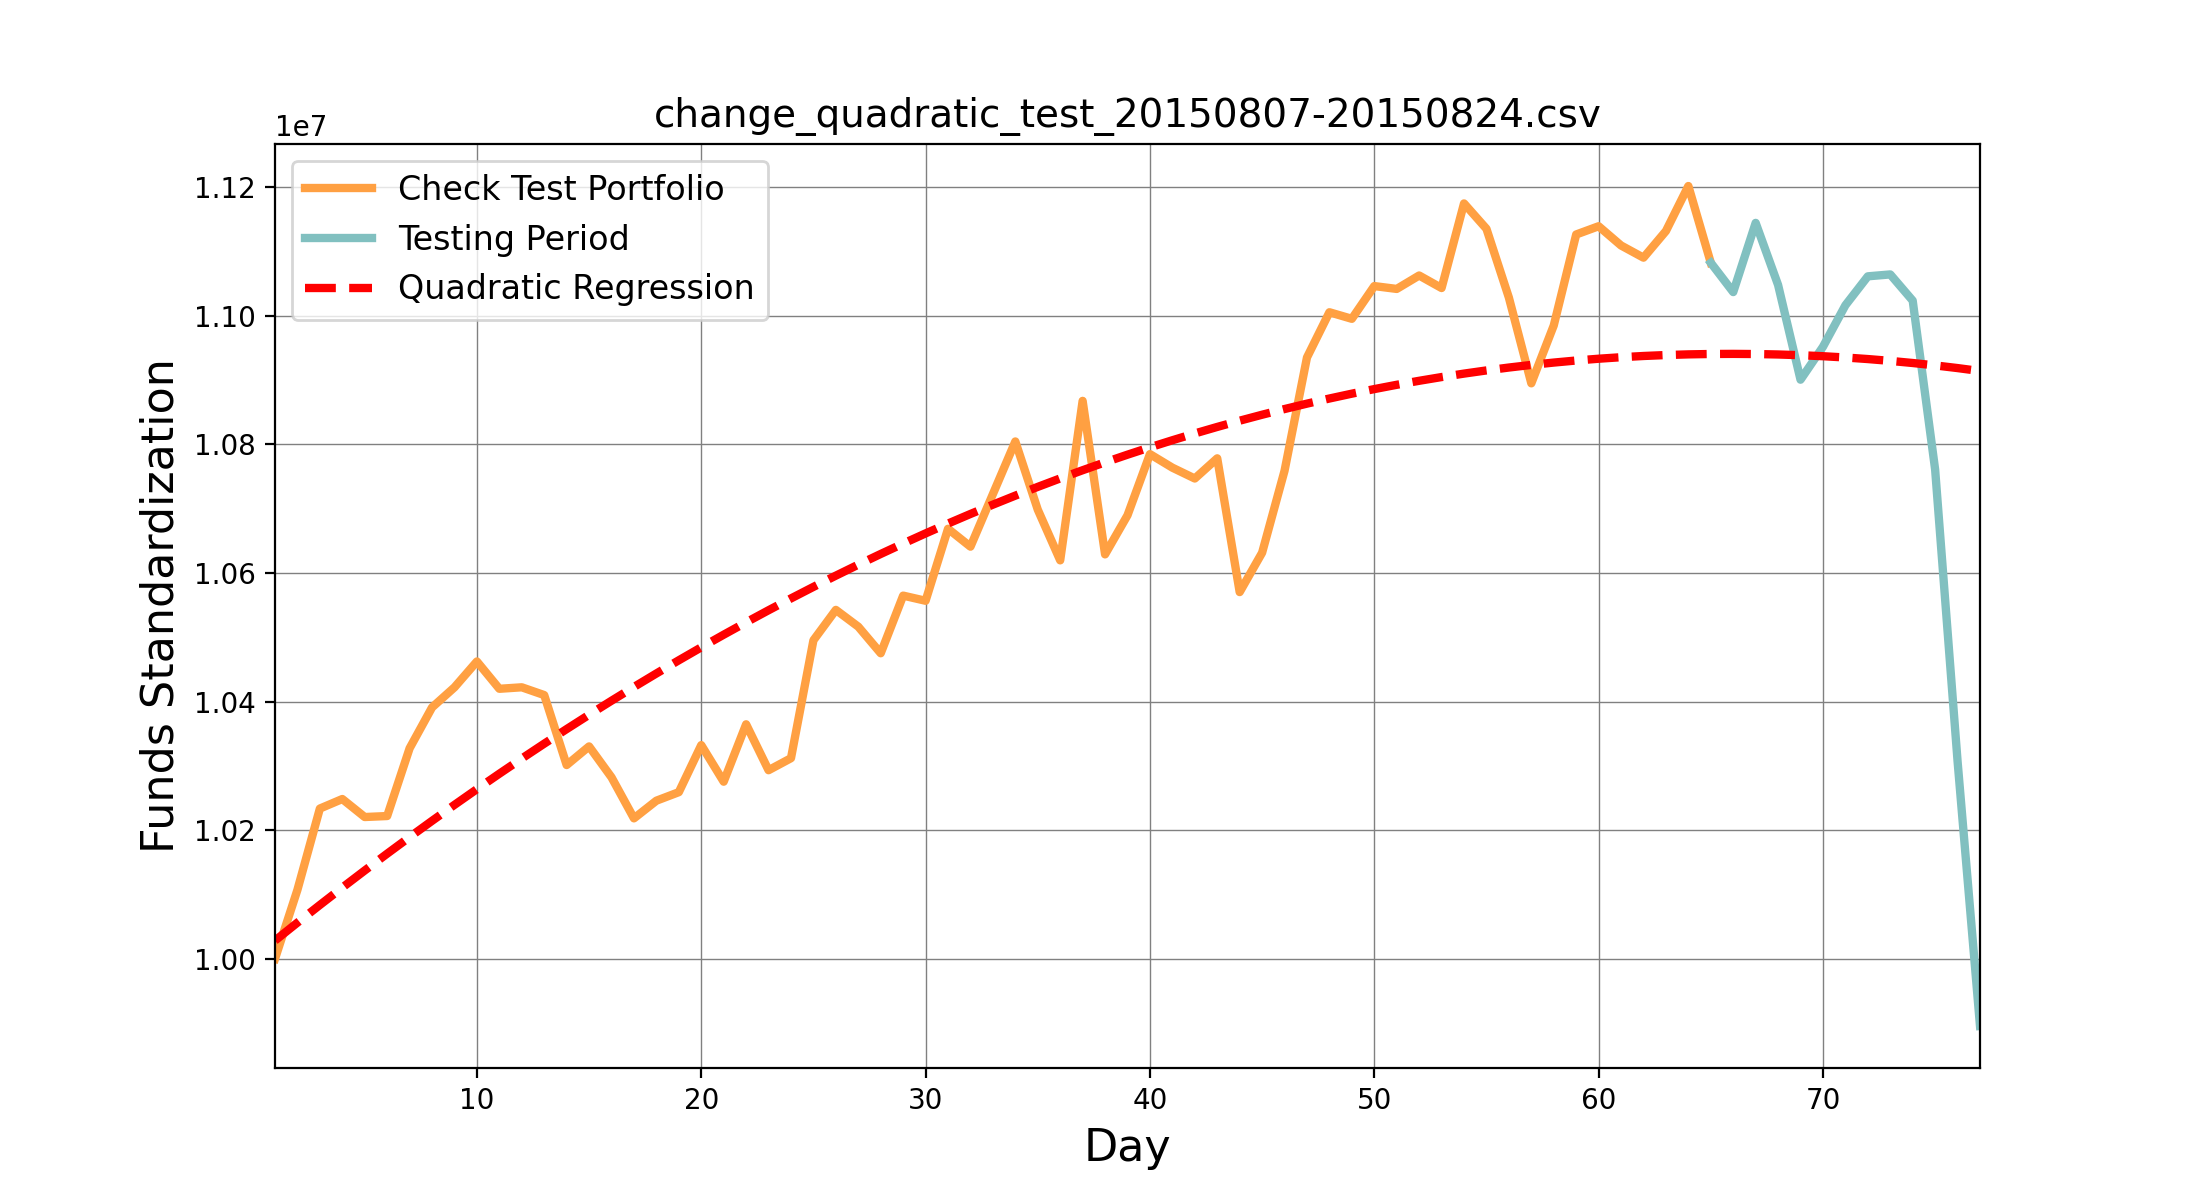 change_quadratic_test_20150807-20150824.csv
1e7
Check Test Portfolio
Testing Period
Quadratic Regression
1.12
1.10
1.08
1.06
1.04
1.02
1.00
Funds Standardization
10 20 30 40 50 60 70
Day